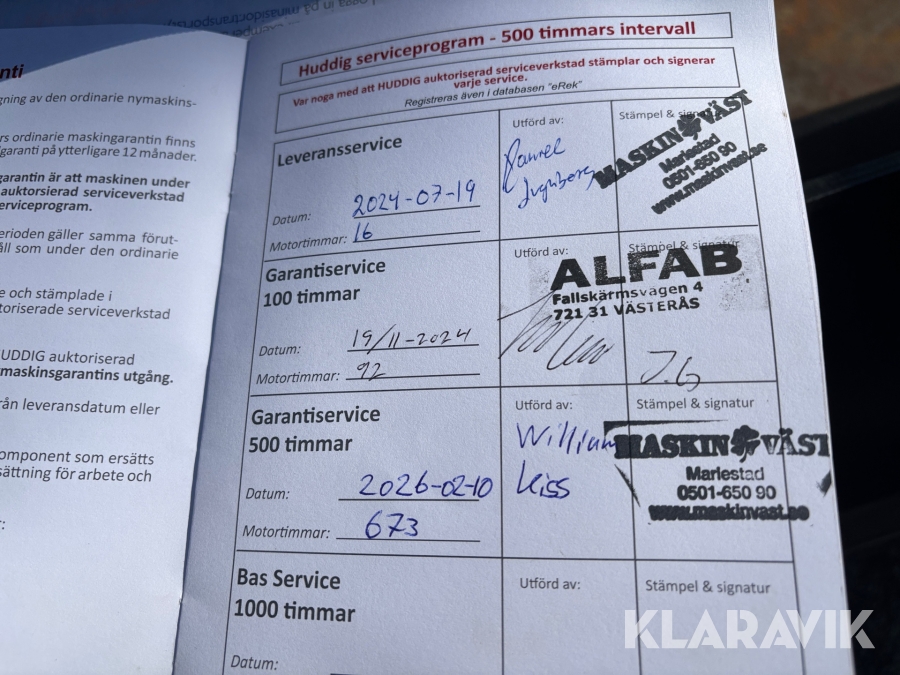 nti
gning av den ordinie nymaskins-
rs ordinarie maskingarantin finns
garanti på ytterligare 12 månader.
garantin är att maskinen under
auktorsierad serviceverkstad
erviceprogram.
erioden gäller samma förut-
åll som under den ordinarie
e och stämplade i
toriserade serviceverkstad
HUDDIG auktoriserad
maskinsgarantins utgång.
rån leveransdatum eller
omponent som ersätts
sättning för arbete och
r:
Huddig serviceprogram - 500 timmars intervall
Var noga med att HUDDIG auktoriserad serviceverkstad stämplar och signerar
varje service.
Registreras även i databasen "eRek"
Leveransservice
Datum: 2024-07-19
Motortimmar: 16
Utförd av:
Stämpel & signatur
MASKIN VÄST
Mariestad
0501-650 90
www.maskinvast.se
Garantiservice
100 timmar
Datum: 19/11-2024
Motortimmar: 92
Utförd av:
Stämpel & signatur
ALFAB
Fallskärmsvägen 4
721 31 VÄSTERÅS
J.G
Garantiservice
500 timmar
Datum: 2026-02-10
Motortimmar: 673
Utförd av:
William
Kiss
Stämpel & signatur
MASKIN VÄST
Mariestad
0501-650 90
www.maskinvast.se
Bas Service
1000 timmar
Datum:
Utförd av:
Stämpel & signatur
KLARAVIK